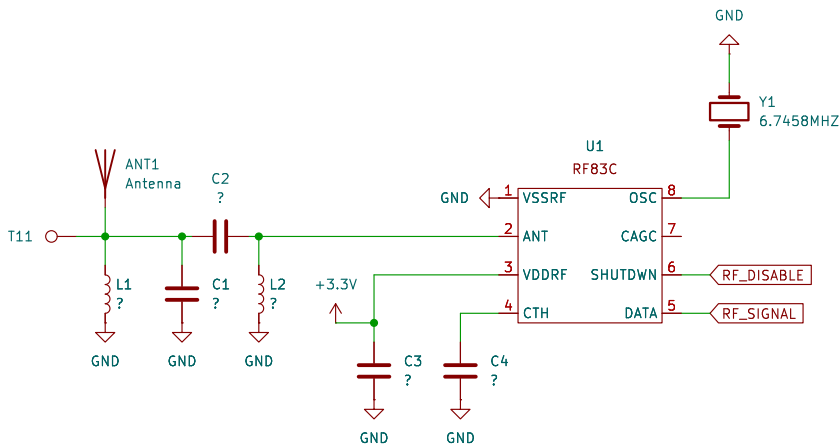 GND
Y1
6.7458MHZ
U1
RF83C
ANT1
Antenna
C2
?
GND
1
VSSRF
OSC
8
T11
2
ANT
CAGC
7
3
VDDRF
SHUTDWN
6
RF_DISABLE
L1
?
C1
?
L2
?
+3.3V
4
CTH
DATA
5
RF_SIGNAL
GND
GND
GND
C3
?
C4
?
GND
GND